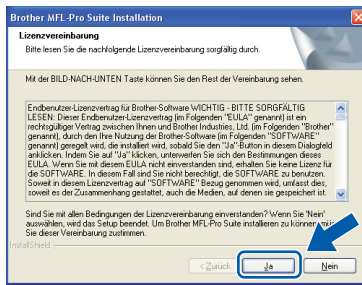 Brother MFL-Pro Suite Installation
Lizenzvereinbarung
Bitte lesen Sie die nachfolgende Lizenzvereinbarung sorgfältig durch.
Mit der BILD-NACH-UNTEN Taste können Sie den Rest der Vereinbarung sehen.
Endbenutzer-Lizenzvertrag für Brother-Software WICHTIG - BITTE SORGFÄLTIG
LESEN: Dieser Endbenutzer-Lizenzvertrag (im Folgenden "EULA" genannt) ist ein
rechtsgültiger Vertrag zwischen Ihnen und Brother Industries, Ltd. (im Folgenden "Brother"
genannt), durch den Ihre Nutzung der Brother-Software (im Folgenden "SOFTWARE"
genannt) geregelt wird, die installiert wird, sobald Sie den "Ja"-Button in diesem Dialogfeld
anklicken. Indem Sie auf "Ja" klicken, unterwerfen Sie sich den Bestimmungen dieses
EULA. Wenn Sie mit diesem EULA nicht einverstanden sind, erhalten Sie keine Lizenz für
die SOFTWARE. In diesem Fall sind Sie nicht berechtigt, die SOFTWARE zu benutzen.
Soweit in diesem Lizenzvertrag auf "SOFTWARE" Bezug genommen wird, umfasst dies,
soweit es der Zusammenhang gestattet, auch die Medien, auf denen sie gespeichert ist.
Sind Sie mit allen Bedingungen der Lizenzvereinbarung einverstanden? Wenn Sie 'Nein'
auswählen, wird das Setup beendet. Um Brother MFL-Pro Suite installieren zu können,
Sie dieser Vereinbarung zustimmen.
InstallShield
< Zurück
Ja
Nein